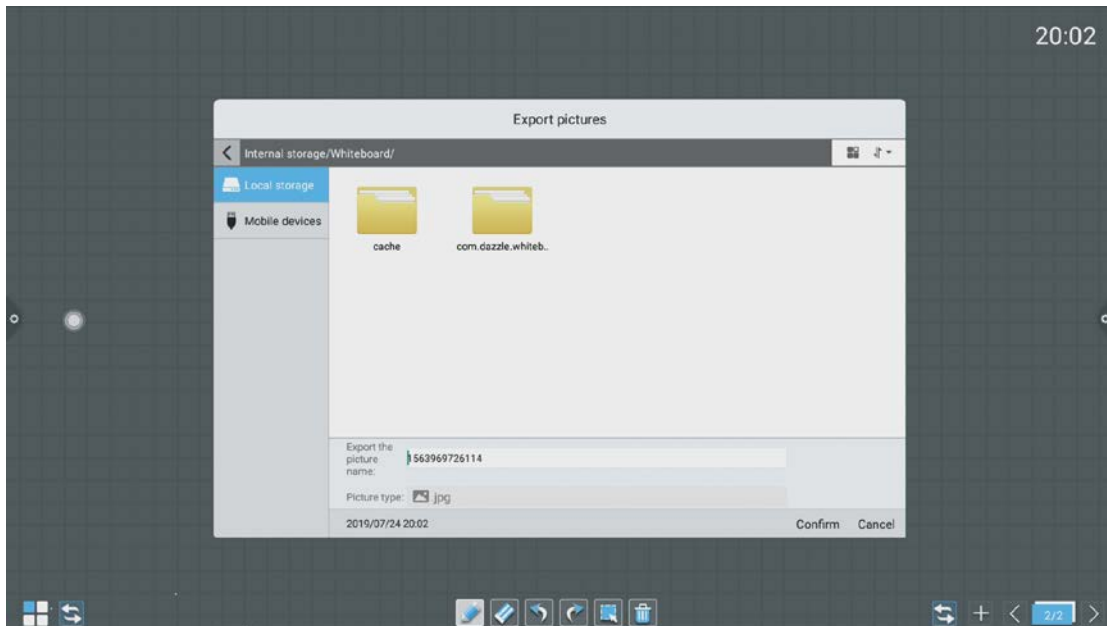 20:02
Export pictures
Internal storage/Whiteboard/
Local storage
Mobile devices
cache
com.dazzle.whiteb..
Export the
picture
name:
1563969726114
Picture type:
jpg
2019/07/24 20:02
Confirm
Cancel
2/2